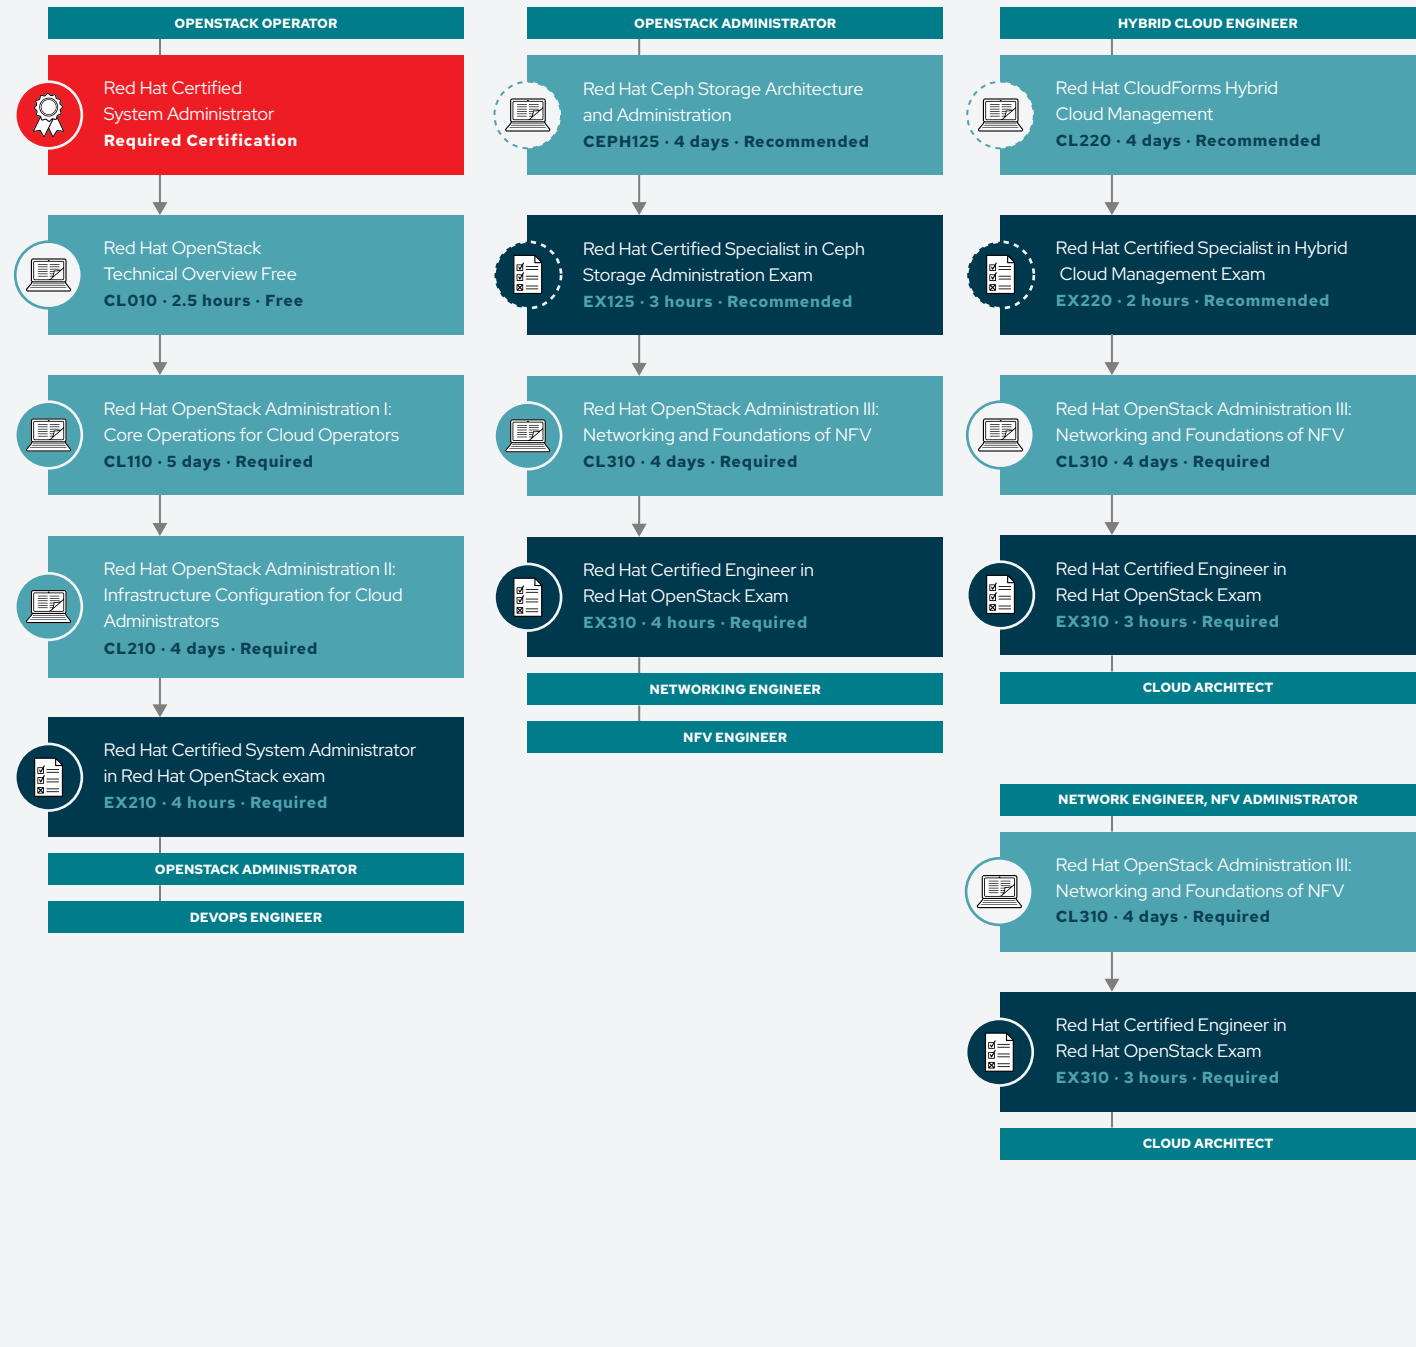 OPENSTACK OPERATOR
Red Hat Certified
System Administrator
Required Certification
Red Hat OpenStack
Technical Overview Free
CL010 · 2.5 hours · Free
Red Hat OpenStack Administration I:
Core Operations for Cloud Operators
CL110 · 5 days · Required
Red Hat OpenStack Administration II:
Infrastructure Configuration for Cloud
Administrators
CL210 · 4 days · Required
Red Hat Certified System Administrator
in Red Hat OpenStack exam
EX210 · 4 hours · Required
OPENSTACK ADMINISTRATOR
DEVOPS ENGINEER
OPENSTACK ADMINISTRATOR
Red Hat Ceph Storage Architecture
and Administration
CEPH125 · 4 days · Recommended
Red Hat Certified Specialist in Ceph
Storage Administration Exam
EX125 · 3 hours · Recommended
Red Hat OpenStack Administration III:
Networking and Foundations of NFV
CL310 · 4 days · Required
Red Hat Certified Engineer in
Red Hat OpenStack Exam
EX310 · 4 hours · Required
NETWORKING ENGINEER
NFV ENGINEER
HYBRID CLOUD ENGINEER
Red Hat CloudForms Hybrid
Cloud Management
CL220 · 4 days · Recommended
Red Hat Certified Specialist in Hybrid
Cloud Management Exam
EX220 · 2 hours · Recommended
Red Hat OpenStack Administration III:
Networking and Foundations of NFV
CL310 · 4 days · Required
Red Hat Certified Engineer in
Red Hat OpenStack Exam
EX310 · 3 hours · Required
CLOUD ARCHITECT
NETWORK ENGINEER, NFV ADMINISTRATOR
Red Hat OpenStack Administration III:
Networking and Foundations of NFV
CL310 · 4 days · Required
Red Hat Certified Engineer in
Red Hat OpenStack Exam
EX310 · 3 hours · Required
CLOUD ARCHITECT